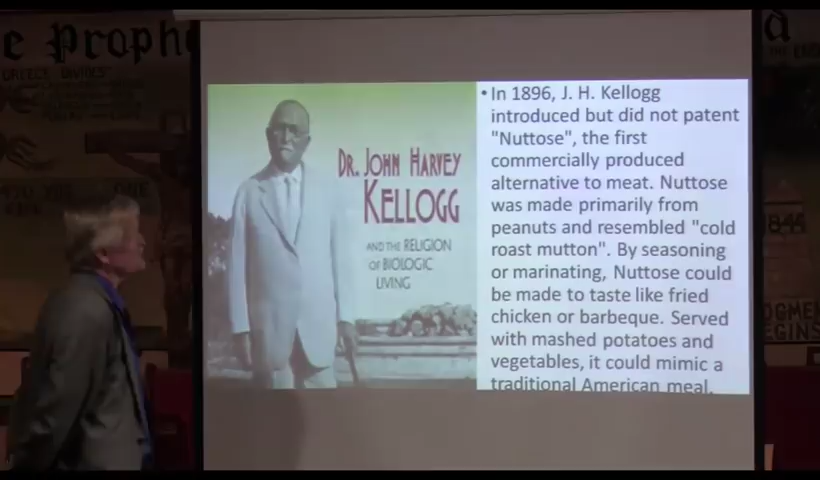 e Proph
GREECE DIVIDES"
DR. JOHN HARVEY
KELLOGG
AND THE RELIGION
OF BIOLOGIC
LIVING
• In 1896, J. H. Kellogg
introduced but did not patent
"Nuttose", the first
commercially produced
alternative to meat. Nuttose
was made primarily from
peanuts and resembled "cold
roast mutton". By seasoning
or marinating, Nuttose could
be made to taste like fried
chicken or barbeque. Served
with mashed potatoes and
vegetables, it could mimic a
traditional American meal.
1844